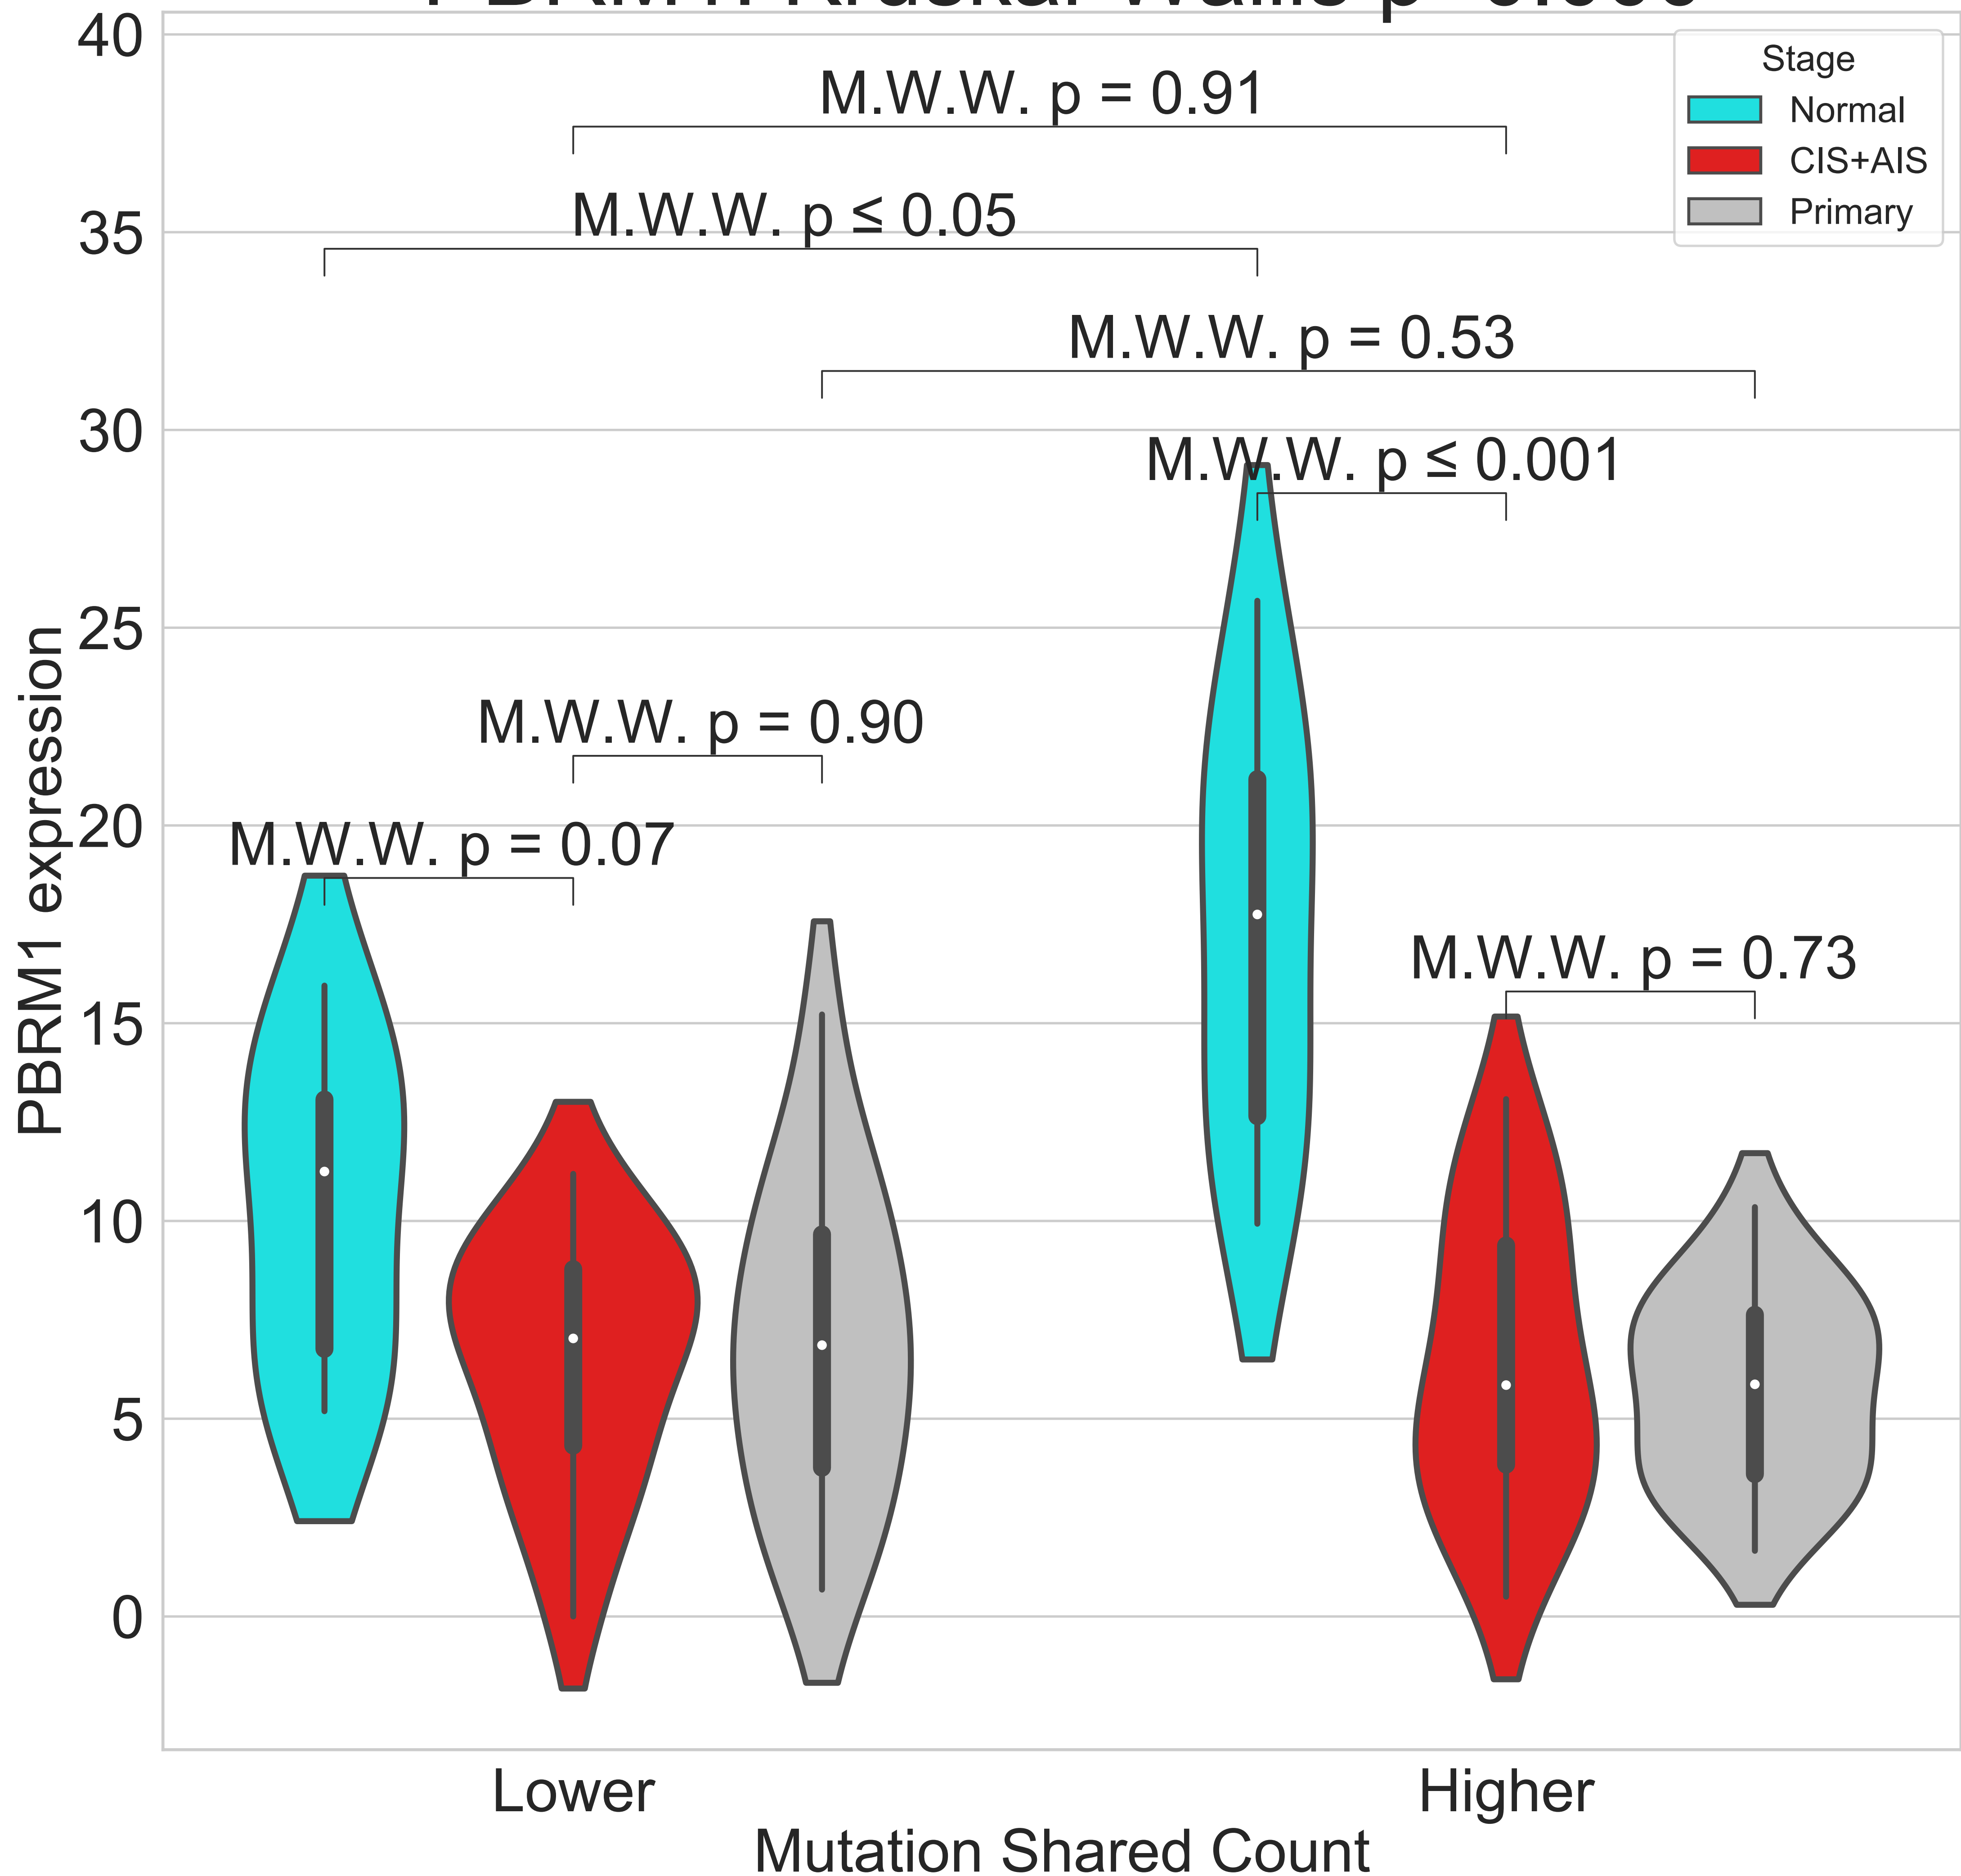 40
Stage
Normal
CIS+AIS
Primary
M.W.W. p = 0.91
M.W.W. p ≤ 0.05
35
M.W.W. p = 0.53
30
M.W.W. p ≤ 0.001
25
M.W.W. p = 0.90
20
M.W.W. p = 0.07
15
M.W.W. p = 0.73
10
5
0
PBRM1 expression
Lower
Higher
Mutation Shared Count